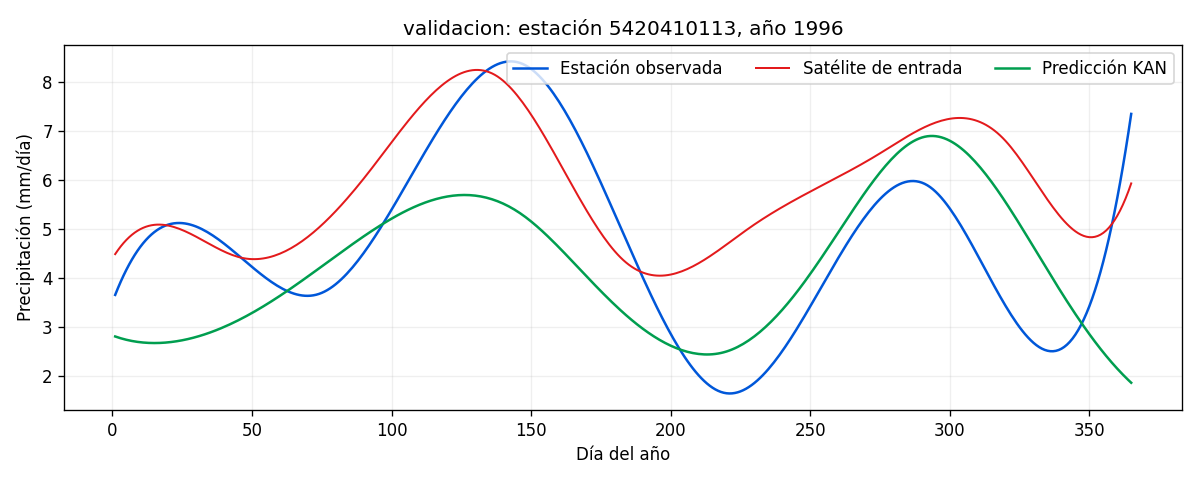 validacion: estación 5420410113, año 1996
Estación observada
Satélite de entrada
Predicción KAN
Precipitación (mm/día)
8
7
6
5
4
3
2
0
50
100
150
200
250
300
350
Día del año